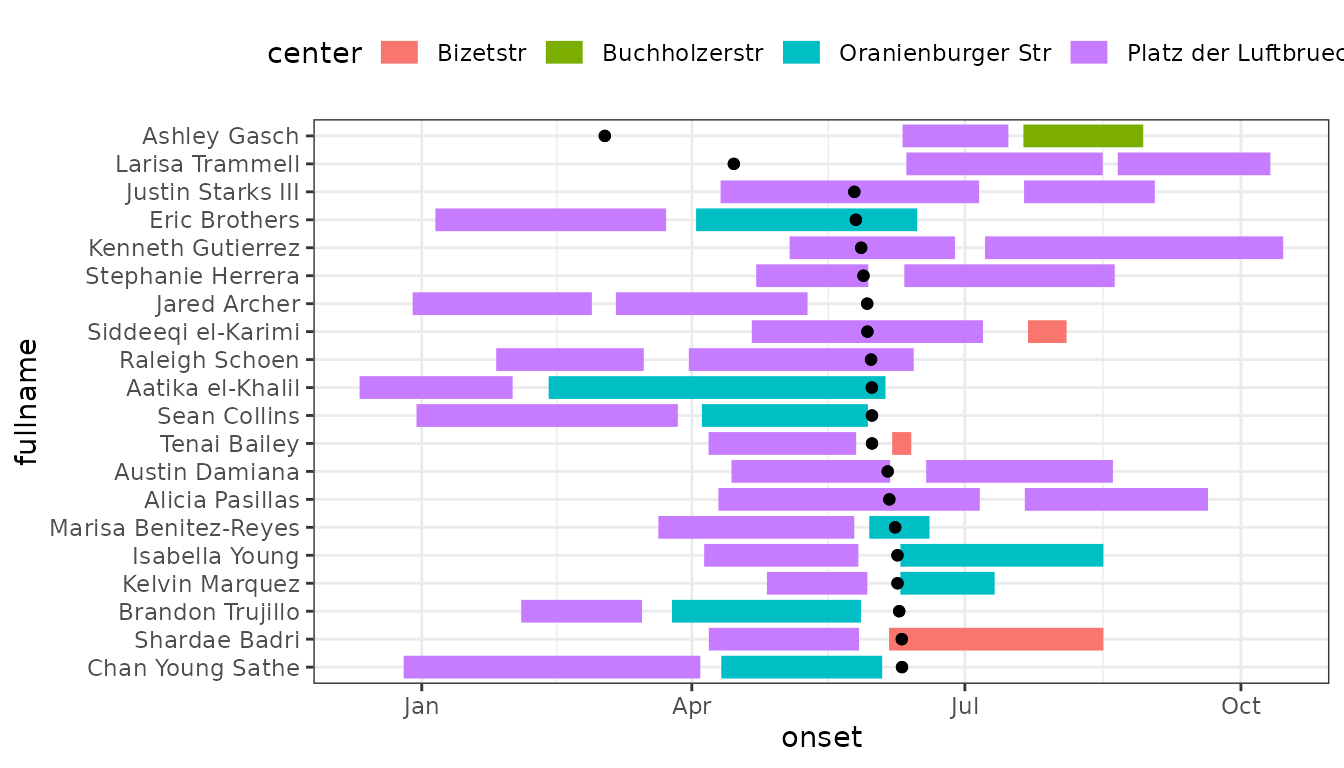 center Bizetstr Buchholzerstr Oranienburger Str Platz der
Ashley Gasch
Larisa Trammell
Justin Starks III
Eric Brothers
Kenneth Gutierrez
Stephanie Herrera
Jared Archer
Siddeeqi el-Karimi
Raleigh Schoen
Aatika el-Khalil
Sean Collins
Tenai Bailey
Austin Damiana
Alicia Pasillas
Marisa Benitez-Reyes
Isabella Young
Kelvin Marquez
Brandon Trujillo
Shardae Badri
Chan Young Sathe
fullname
Jan Apr Jul Oct
onset